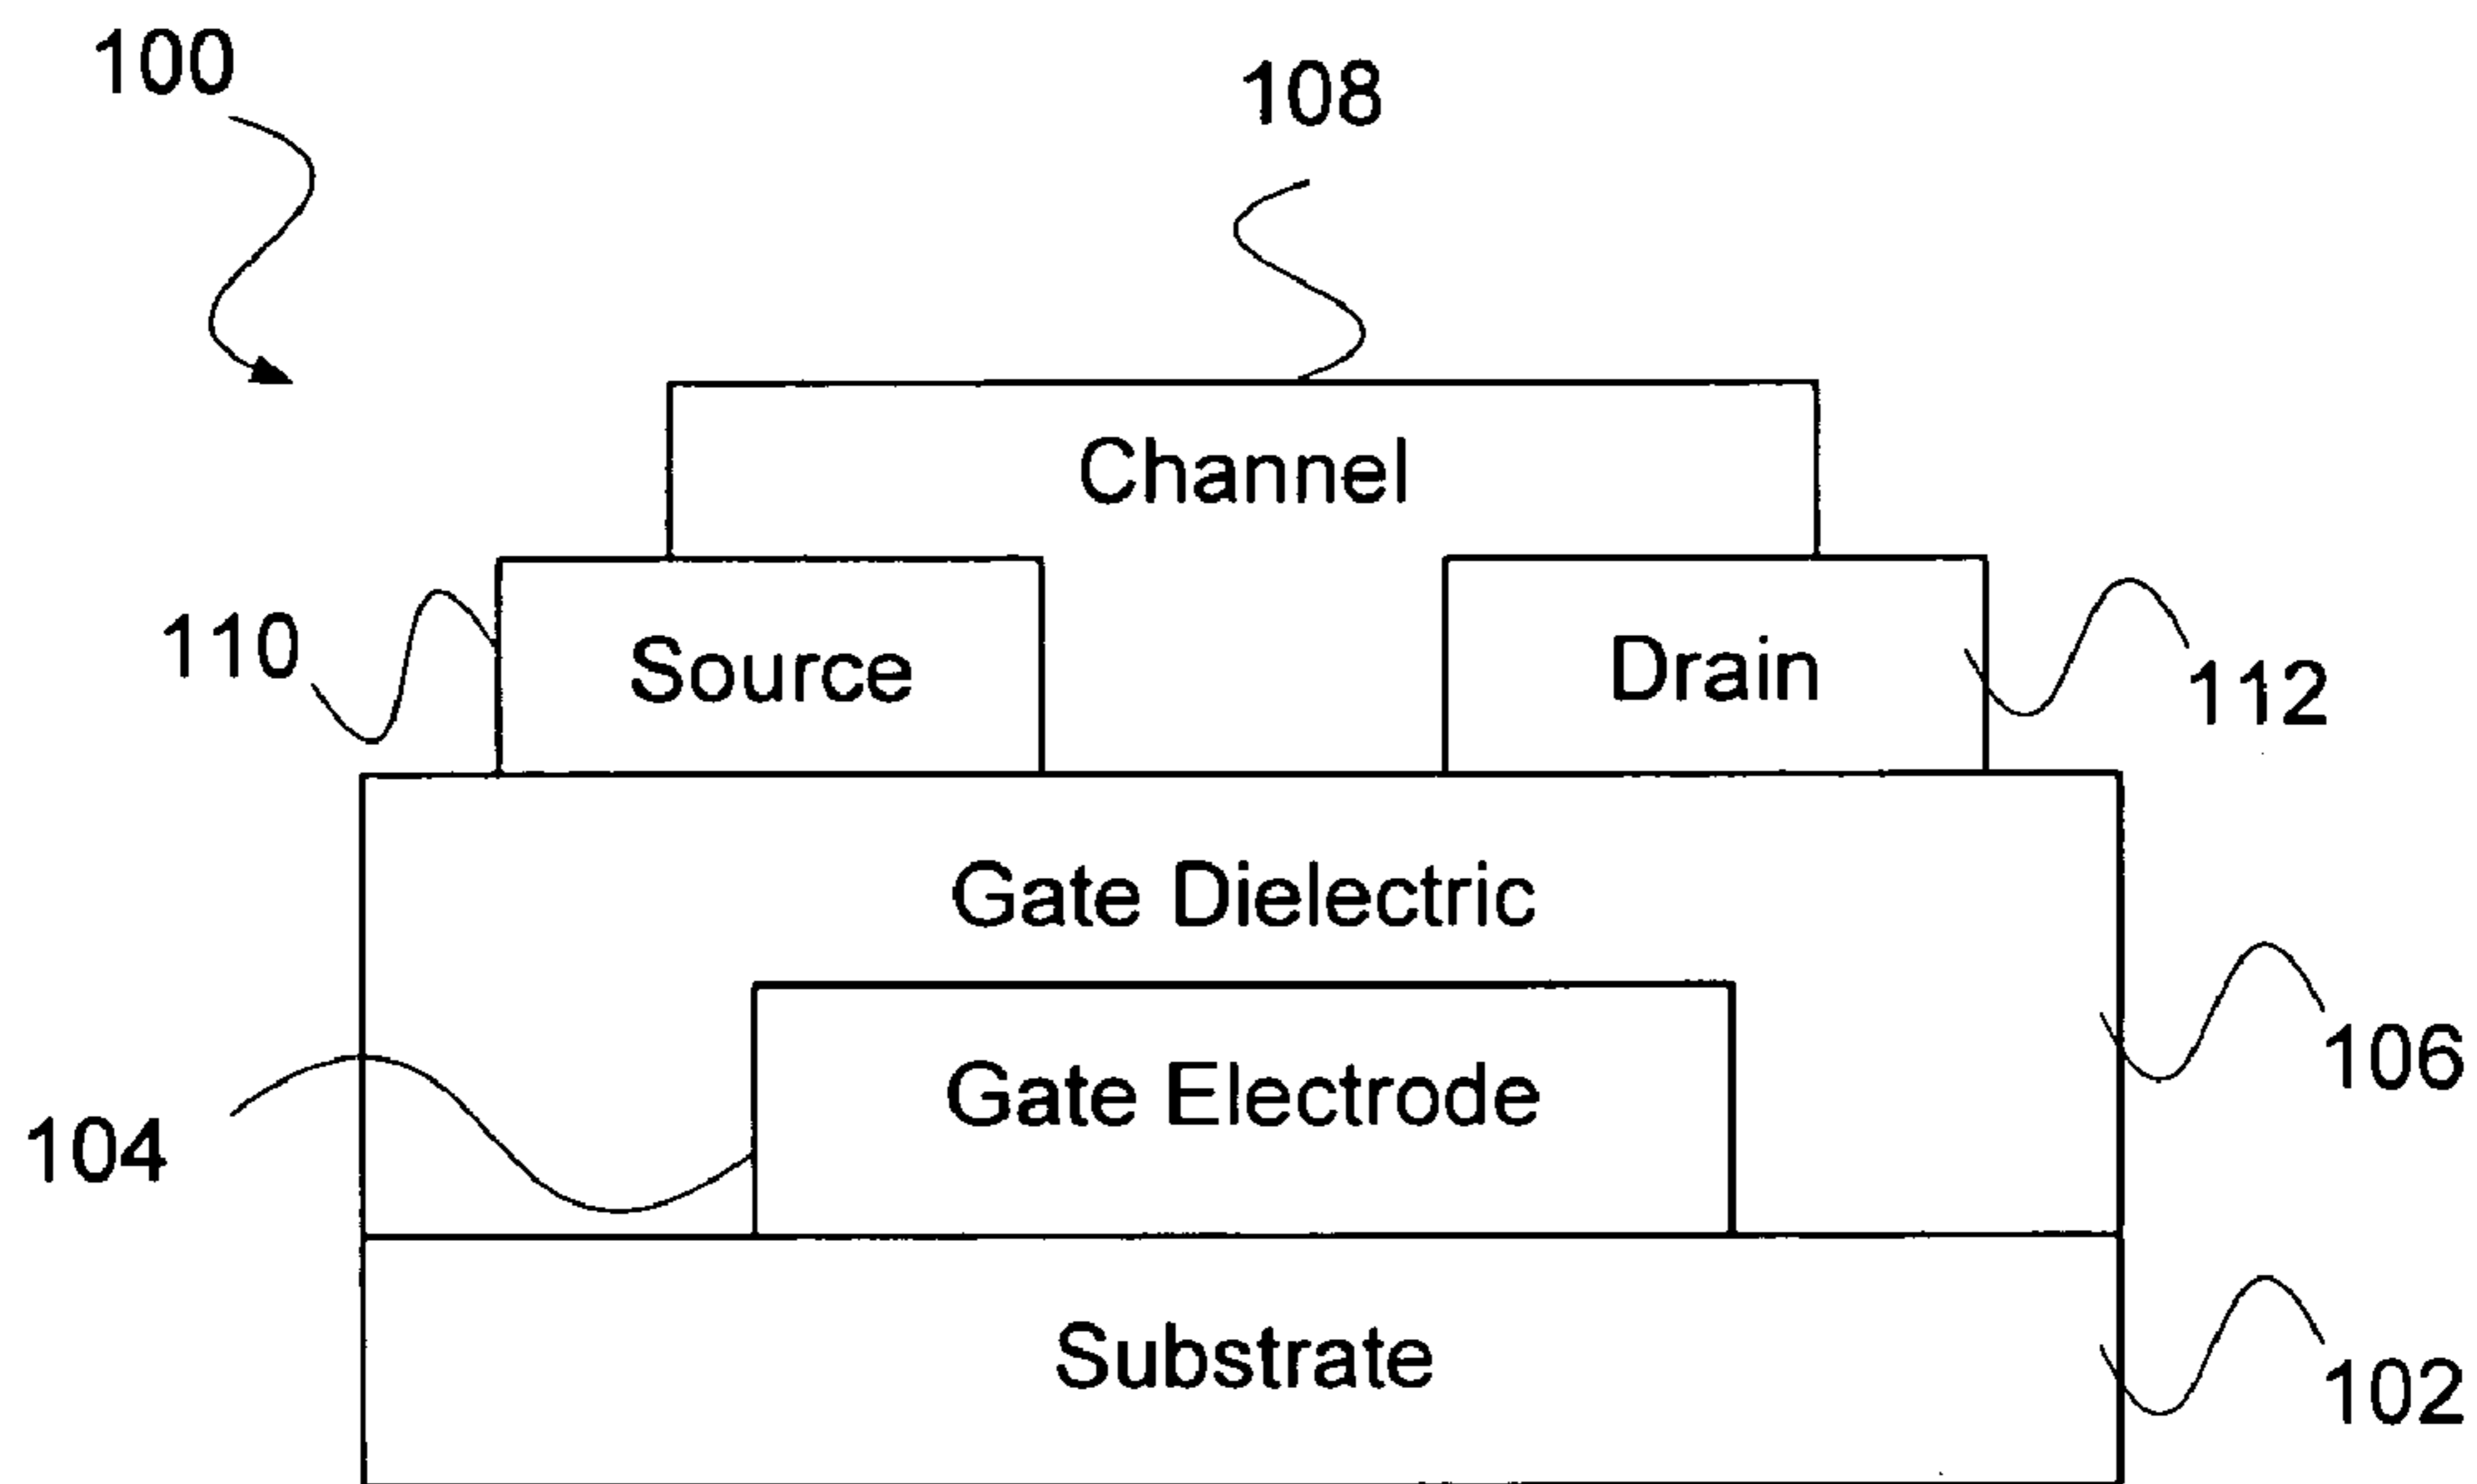 100
108
Channel
110
Source
Drain
112
Gate Dielectric
106
Gate Electrode
104
Substrate
102